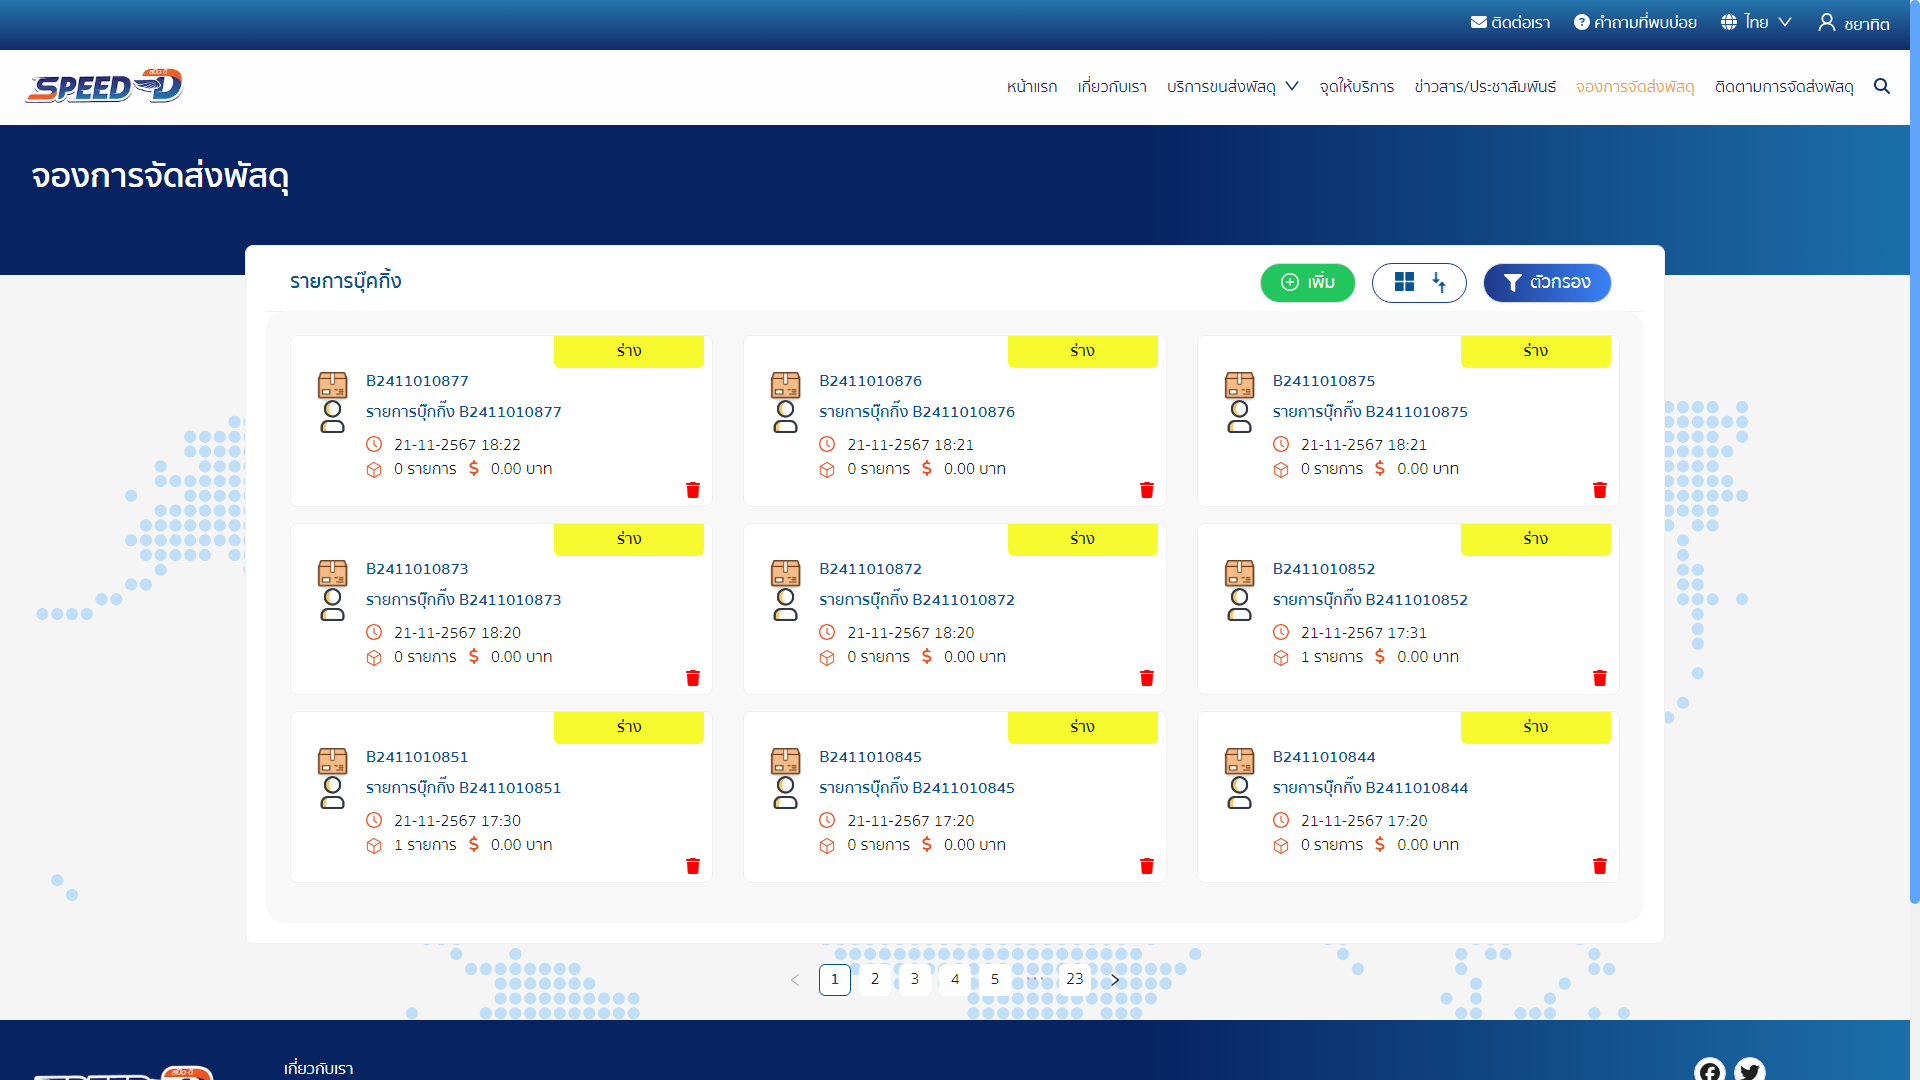 ติดต่อเรา คำถามที่พบบ่อย ไทย ชยาทิต
สปีด-ดี
SPEED-D
หน้าแรก เกี่ยวกับเรา บริการขนส่งพัสดุ จุดให้บริการ ข่าวสาร/ประชาสัมพันธ์ จองการจัดส่งพัสดุ ติดตามการจัดส่งพัสดุ
จองการจัดส่งพัสดุ
รายการบุ๊คกิ้ง เพิ่ม ตัวกรอง
ร่าง
B2411010877
รายการบุ๊กกิ๊ง B2411010877
21-11-2567 18:22
0 รายการ $ 0.00 บาท
ร่าง
B2411010876
รายการบุ๊กกิ๊ง B2411010876
21-11-2567 18:21
0 รายการ $ 0.00 บาท
ร่าง
B2411010875
รายการบุ๊กกิ๊ง B2411010875
21-11-2567 18:21
0 รายการ $ 0.00 บาท
ร่าง
B2411010873
รายการบุ๊กกิ๊ง B2411010873
21-11-2567 18:20
0 รายการ $ 0.00 บาท
ร่าง
B2411010872
รายการบุ๊กกิ๊ง B2411010872
21-11-2567 18:20
0 รายการ $ 0.00 บาท
ร่าง
B2411010852
รายการบุ๊กกิ๊ง B2411010852
21-11-2567 17:31
1 รายการ $ 0.00 บาท
ร่าง
B2411010851
รายการบุ๊กกิ๊ง B2411010851
21-11-2567 17:30
1 รายการ $ 0.00 บาท
ร่าง
B2411010845
รายการบุ๊กกิ๊ง B2411010845
21-11-2567 17:20
0 รายการ $ 0.00 บาท
ร่าง
B2411010844
รายการบุ๊กกิ๊ง B2411010844
21-11-2567 17:20
0 รายการ $ 0.00 บาท
< 1 2 3 4 5 ••• 23 >
เกี่ยวกับเรา